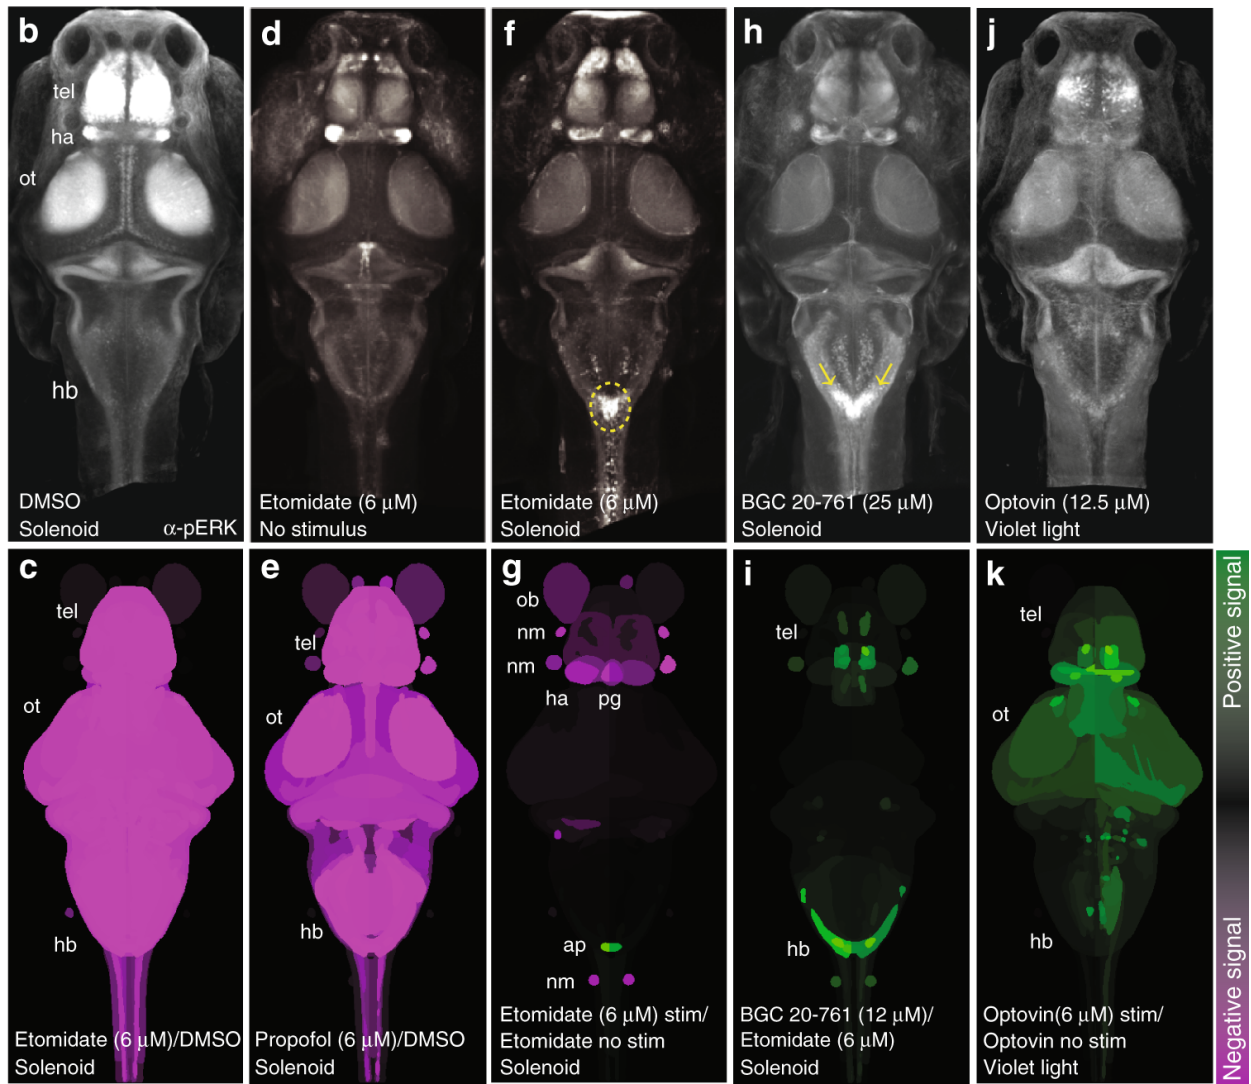 b
tel
ha
ot
hb
DMSO
Solenoid
α-pERK
d
Etomidate (6 μM)
No stimulus
f
Etomidate (6 μM)
Solenoid
h
BGC 20-761 (25 μM)
Solenoid
j
Optovin (12.5 μM)
Violet light
c
tel
ot
hb
Etomidate (6 μM)/DMSO
Solenoid
e
tel
ot
hb
Propofol (6 μM)/DMSO
Solenoid
g
ob
nm
nm
ha
pg
ap
nm
Etomidate (6 μM) stim/
Etomidate no stim
Solenoid
i
tel
hb
BGC 20-761 (12 μM)/
Etomidate (6 μM)
Solenoid
k
tel
ot
hb
Optovin(6 μM) stim/
Optovin no stim
Violet light
Positive signal
Negative signal